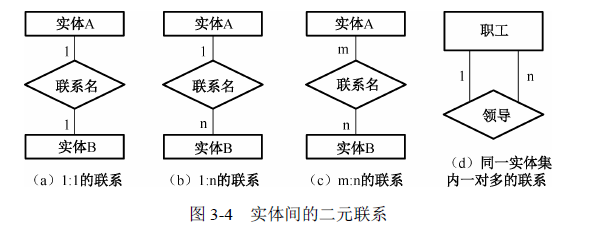 实体A
1
联系名
1
实体B
（a）1:1的联系
实体A
1
联系名
n
实体B
（b）1:n的联系
实体A
m
联系名
n
实体B
（c）m:n的联系
职工
1
n
领导
（d）同一实体集
内一对多的联系
图 3-4 实体间的二元联系